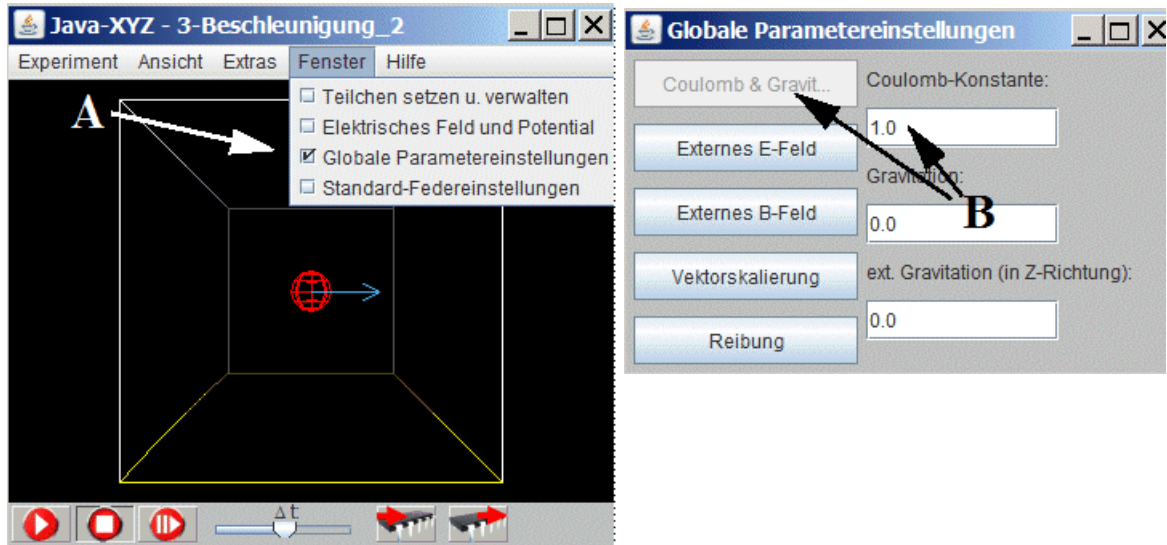 Java-XYZ - 3-Beschleunigung_2
Experiment Ansicht Extras Fenster Hilfe
Teilchen setzen u. verwalten
Elektrisches Feld und Potential
Globale Parametereinstellungen
Standard-Federeinstellungen
A
Δt
Globale Parametereinstellungen
Coulomb & Gravit...
Externes E-Feld
Externes B-Feld
Vektorskalierung
Reibung
Coulomb-Konstante:
1.0
Gravitation:
0.0
ext. Gravitation (in Z-Richtung):
0.0
B